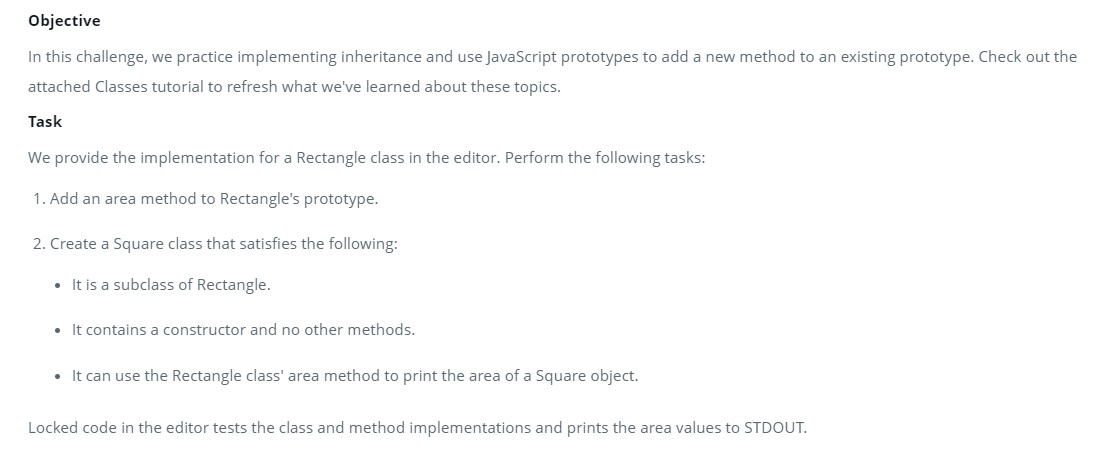 Objective
In this challenge, we practice implementing inheritance and use JavaScript prototypes to add a new method to an existing prototype. Check out the
attached Classes tutorial to refresh what we've learned about these topics.
Task
We provide the implementation for a Rectangle class in the editor. Perform the following tasks:
1. Add an area method to Rectangle's prototype.
2. Create a Square class that satisfies the following:
• It is a subclass of Rectangle.
• It contains a constructor and no other methods.
• It can use the Rectangle class' area method to print the area of a Square object.
Locked code in the editor tests the class and method implementations and prints the area values to STDOUT.